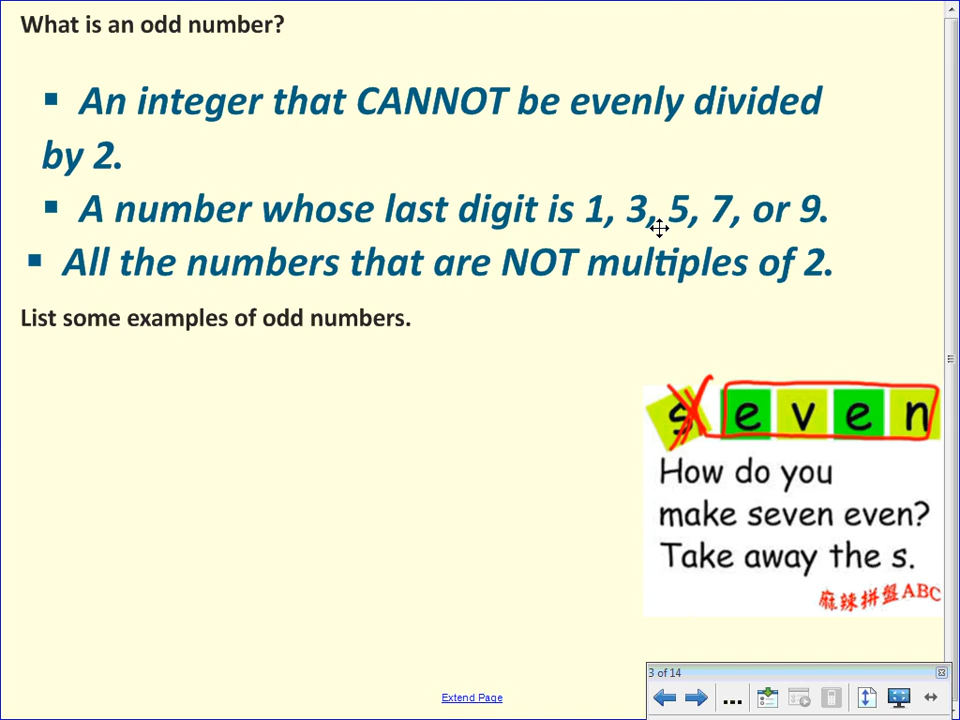 What is an odd number?
▪ An integer that CANNOT be evenly divided
by 2.
▪ A number whose last digit is 1, 3, 5, 7, or 9.
▪ All the numbers that are NOT multiples of 2.
List some examples of odd numbers.
s e v e n
How do you
make seven even?
Take away the s.
麻辣拼盤ABC
3 of 14
Extend Page